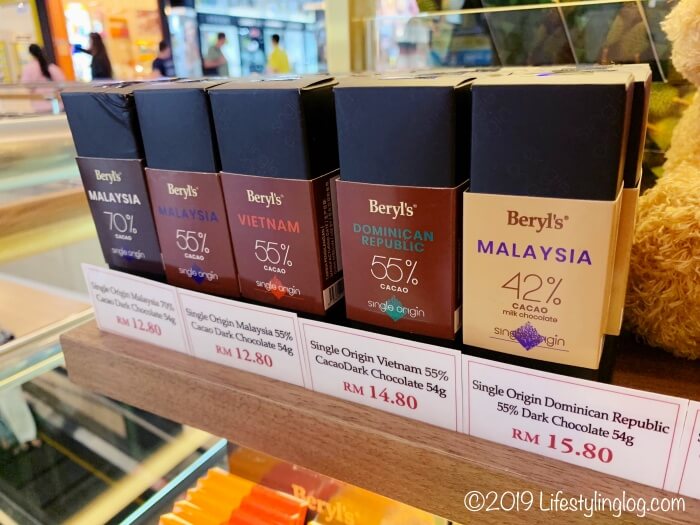 Beryl's®
MALAYSIA
70%
CACAO
single origin
Beryl's®
MALAYSIA
55%
CACAO
single origin
Beryl's®
VIETNAM
55%
CACAO
single origin
Beryl's®
DOMINICAN
REPUBLIC
55%
CACAO
single origin
Beryl's®
MALAYSIA
42%
CACAO
milk chocolate
single origin
Single Origin Malaysia 70%
Cacao Dark Chocolate 54g
RM 12.80
Single Origin Malaysia 55%
Cacao Dark Chocolate 54g
RM 12.80
Single Origin Vietnam 55%
CacaoDark Chocolate 54g
RM 14.80
Single Origin Dominican Republic
55% Dark Chocolate 54g
RM 15.80
Beryl's
©2019 Lifestylinglog.com